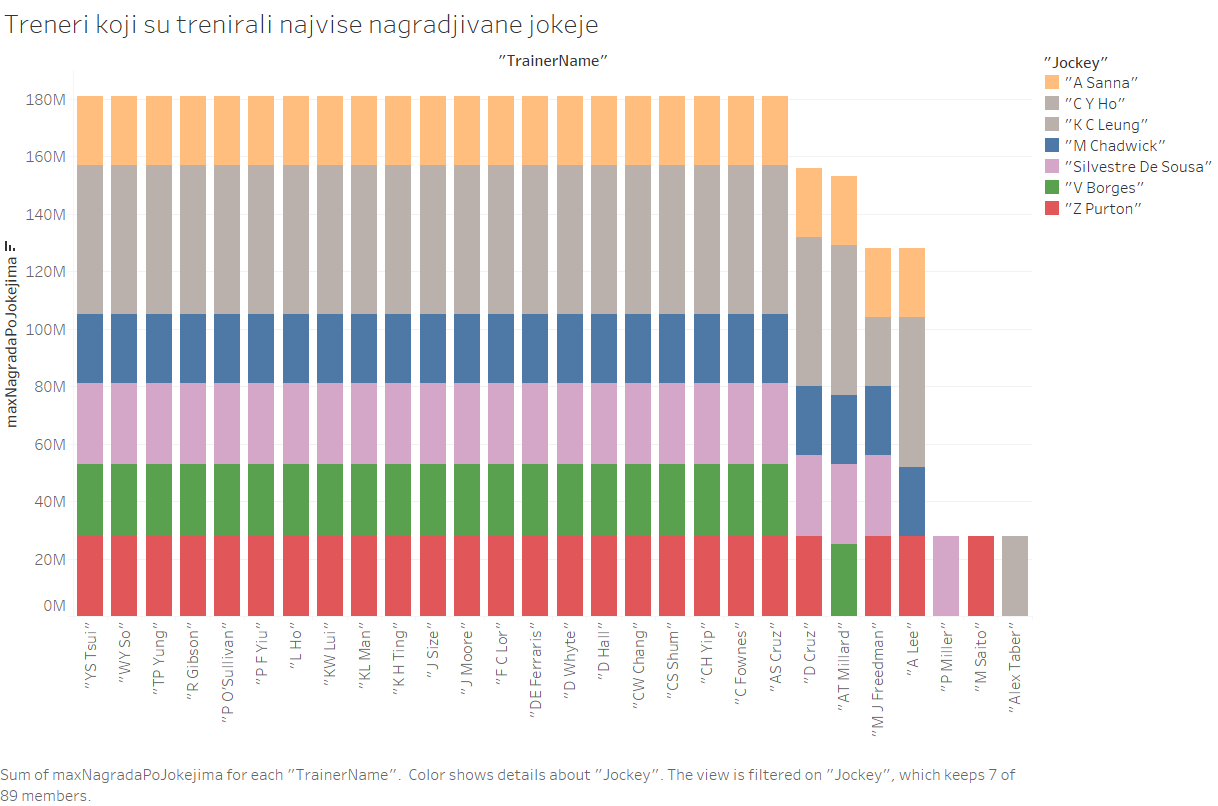 Treneri koji su trenirali najvise nagradjivane jokeje
"TrainerName"
maxNagradaPoJokejima
180M
160M
140M
120M
100M
80M
60M
40M
20M
0M
"YS Tsui"
"WY So"
"TP Yung"
"R Gibson"
"P O'Sullivan"
"P F Yiu"
"L Ho"
"KW Lui"
"KL Man"
"K H Ting"
"J Size"
"J Moore"
"F C Lor"
"DE Ferraris"
"D Whyte"
"D Hall"
"CW Chang"
"CS Shum"
"CH Yip"
"C Fownes"
"AS Cruz"
"D Cruz"
"AT Millard"
"M J Freedman"
"A Lee"
"P Miller"
"M Saito"
"Alex Taber"
"Jockey"
"A Sanna"
"C Y Ho"
"K C Leung"
"M Chadwick"
"Silvestre De Sousa"
"V Borges"
"Z Purton"
Sum of maxNagradaPoJokejima for each "TrainerName".  Color shows details about "Jockey". The view is filtered on "Jockey", which keeps 7 of
89 members.